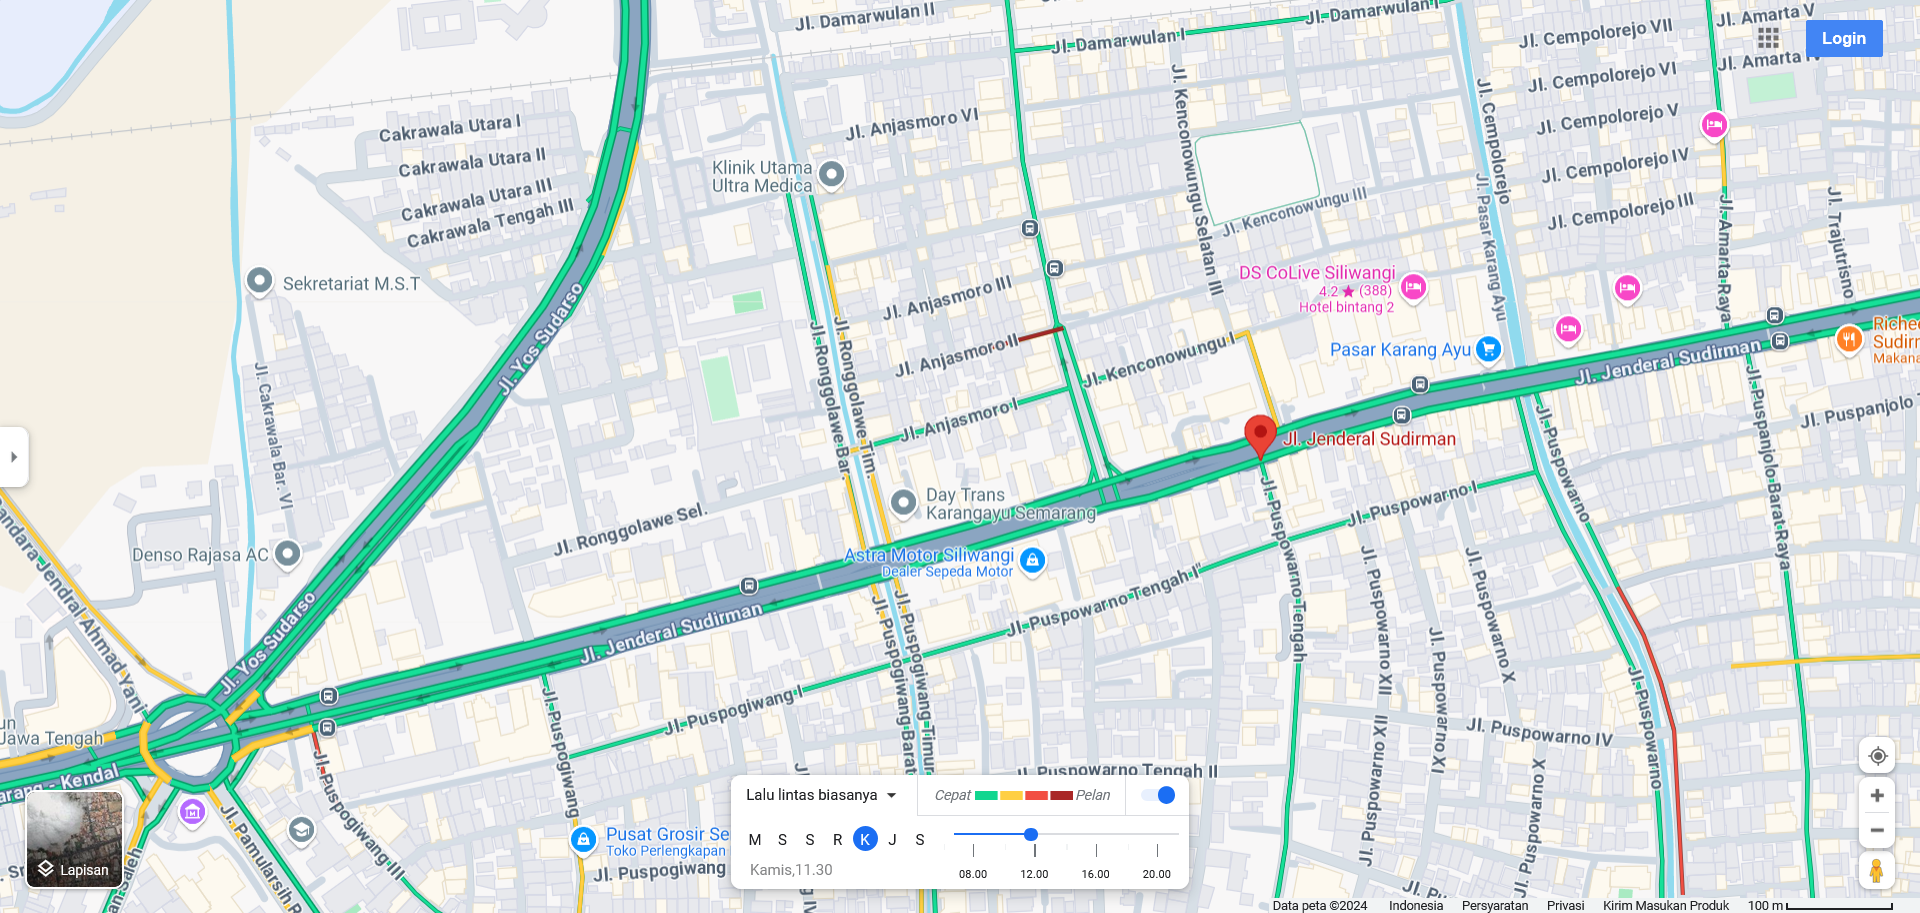 Jl. Damarwulan II
Jl. Damarwulan I
Jl. Damarwulan I
Jl. Amarta V
Login
Jl. Cempolorejo VII
Jl. Amarta IV
Jl. Cempolorejo VI
Jl. Kenconowungu Selatan III
Jl. Cempolorejo
Jl. Cempolorejo V
Cakrawala Utara I
Jl. Anjasmoro VI
Cakrawala Utara II
Klinik Utama
Ultra Medica
Jl. Cempolorejo IV
Cakrawala Utara III
Cakrawala Tengah III
Jl. Kenconowungu III
Jl. Pasar Karang Ayu
Jl. Cempolorejo III
Jl. Amarta Raya
Jl. Trajutrisno
Sekretariat M.S.T
Jl. Yos Sudarso
Jl. Anjasmoro III
DS CoLive Siliwangi
4.2 ★ (388)
Hotel bintang 2
Jl. Anjasmoro II
Jl. Kenconowungu I
Pasar Karang Ayu
Jl. Jenderal Sudirman
Jl. Ronggolawe Bar.
Jl. Ronggolawe Tim.
Jl. Cakrawala Bar. VI
Jl. Anjasmoro I
Jl. Jenderal Sudirman
Jl. Puspanjolo Barat Raya
Jl. Puspanjolo
Day Trans
Karangayu Semarang
Jl. Ronggolawe Sel.
Jl. Puspowarno I
Jl. Puspowarno
Denso Rajasa AC
Astra Motor Siliwangi
Dealer Sepeda Motor
Jl. Puspowarno Tengah I
Jl. Puspowarno Tengah
Jl. Puspowarno XIII
Jl. Puspowarno X
Jl. Yos Sudarso
Jl. Jenderal Sudirman
Jl. Puspogiwang Barat
Jl. Puspogiwang Timur
Jendral Ahmad Yani
Jl. Puspogiwang I
Jl. Puspogiwang
Jl. Puspowarno XI
Jl. Puspowarno IV
Jl. Puspowarno
Jawa Tengah
Kendal
Jl. Puspogiwang III
Jl. Puspowarno Tengah II
Jl. Puspowarno XII
Jl. Puspowarno X
Jl. Pamularsih
Pusat Grosir Se
Toko Perlengkapan
Jl. Puspogiwang
Lapisan
Lalu lintas biasanya
Cepat
Pelan
M S S R K J S
Kamis,11.30
08.00 12.00 16.00 20.00
Data peta ©2024 Indonesia Persyaratan Privasi Kirim Masukan Produk 100 m